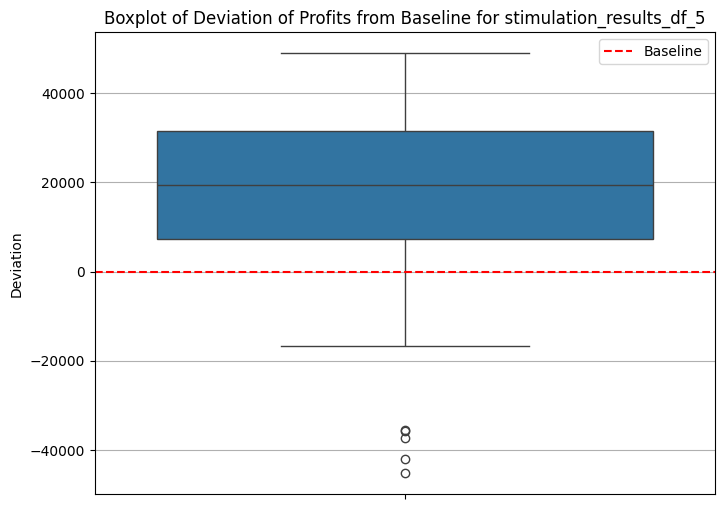 Boxplot of Deviation of Profits from Baseline for stimulation_results_df_5
Baseline
40000
20000
0
−20000
−40000
Deviation